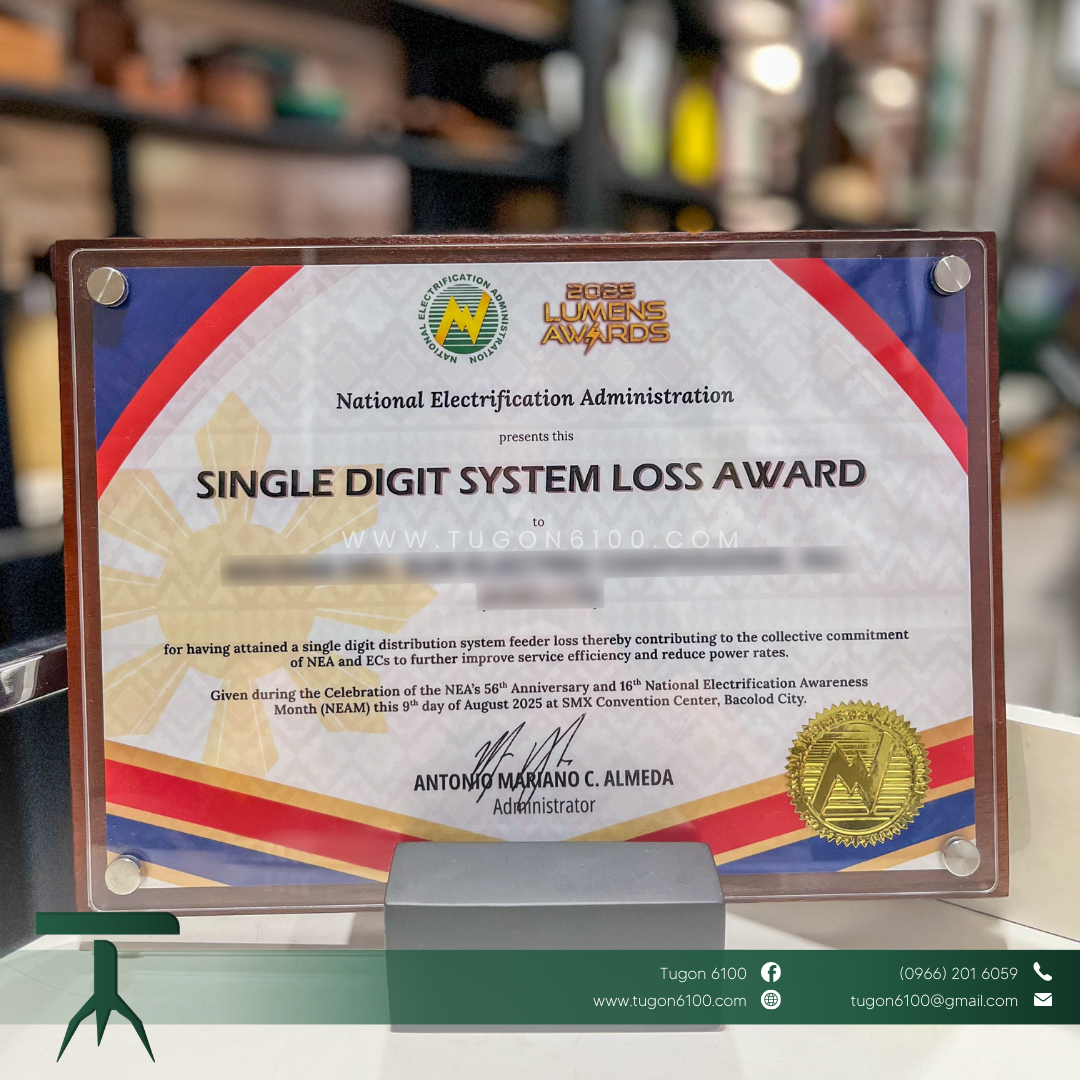 NATIONAL ELECTRIFICATION ADMINISTRATION
2025
LUMENS
AWARDS
National Electrification Administration
presents this
SINGLE DIGIT SYSTEM LOSS AWARD
to
WWW.TUGON6100.COM
for having attained a single digit distribution system feeder loss thereby contributing to the collective commitment
of NEA and ECs to further improve service efficiency and reduce power rates.
Given during the Celebration of the NEA's 56th Anniversary and 16th National Electrification Awareness
Month (NEAM) this 9th day of August 2025 at SMX Convention Center, Bacolod City.
ANTONIO MARIANO C. ALMEDA
Administrator
Tugon 6100
(0966) 201 6059
www.tugon6100.com
tugon6100@gmail.com